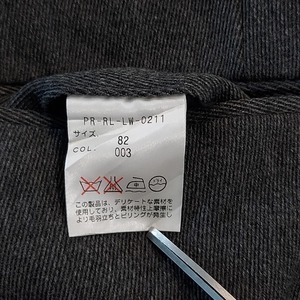 PR-RL-LW-0211
サイズ 82
COL. 003
この製品は、デリケートな素材を
使用しており、素材特性上摩擦に
より毛羽立ちとピリングが発生し